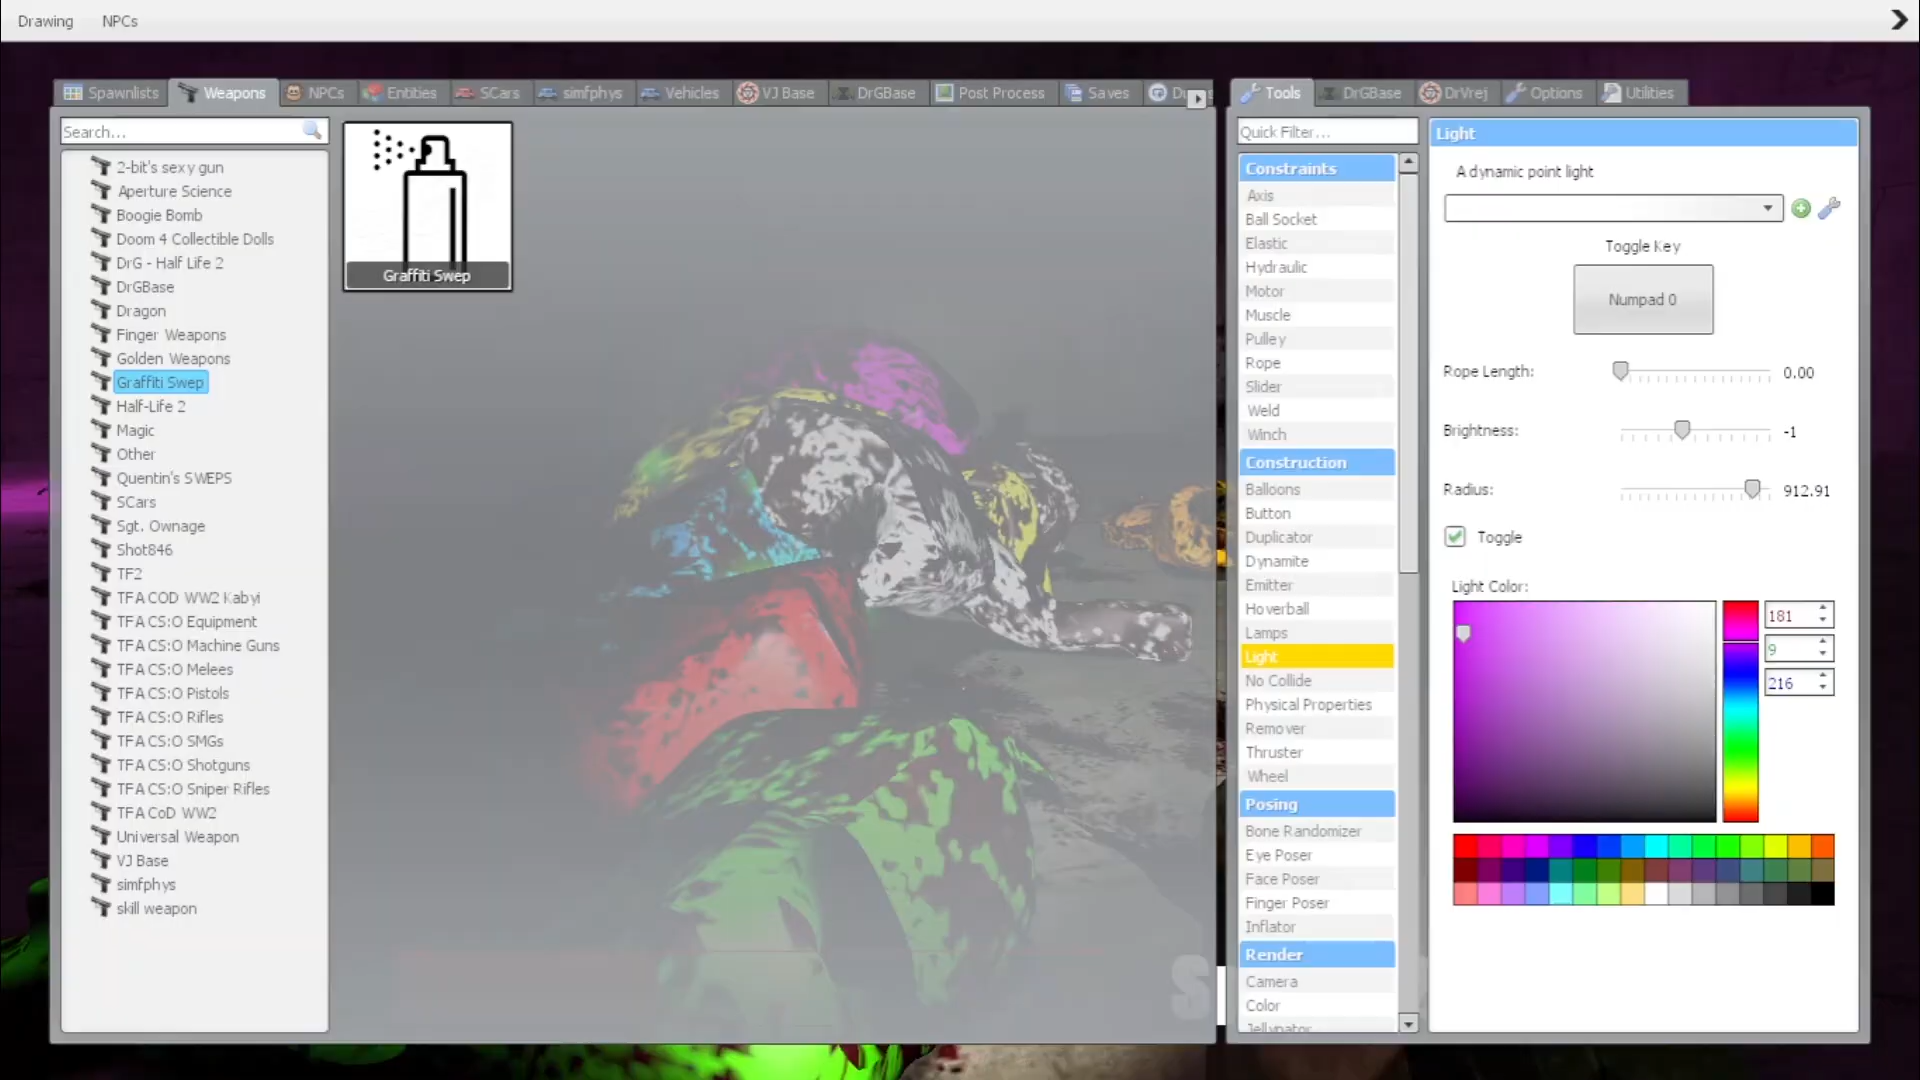 Drawing NPCs
Spawnlists Weapons NPCs Entities SCars simfphys Vehicles VJ Base DrGBase Post Process Saves
Search...
2-bit's sexy gun
Aperture Science
Boogie Bomb
Doom 4 Collectible Dolls
DrG - Half Life 2
DrGBase
Dragon
Finger Weapons
Golden Weapons
Graffiti Swep
Half-Life 2
Magic
Other
Quentin's SWEPS
SCars
Sgt. Ownage
Shot846
TF2
TFA COD WW2 Kabyi
TFA CS:O Equipment
TFA CS:O Machine Guns
TFA CS:O Melees
TFA CS:O Pistols
TFA CS:O Rifles
TFA CS:O SMGs
TFA CS:O Shotguns
TFA CS:O Sniper Rifles
TFA CoD WW2
Universal Weapon
VJ Base
simfphys
skill weapon
Graffiti Swep
S
Tools DrGBase DrVrej Options Utilities
Quick Filter...
Constraints
Axis
Ball Socket
Elastic
Hydraulic
Motor
Muscle
Pulley
Rope
Slider
Weld
Winch
Construction
Balloons
Button
Duplicator
Dynamite
Emitter
Hoverball
Lamps
Light
No Collide
Physical Properties
Remover
Thruster
Wheel
Posing
Bone Randomizer
Eye Poser
Face Poser
Finger Poser
Inflator
Render
Camera
Color
Light
A dynamic point light
Toggle Key
Numpad 0
Rope Length: 0.00
Brightness: -1
Radius: 912.91
Toggle
Light Color:
181
9
216